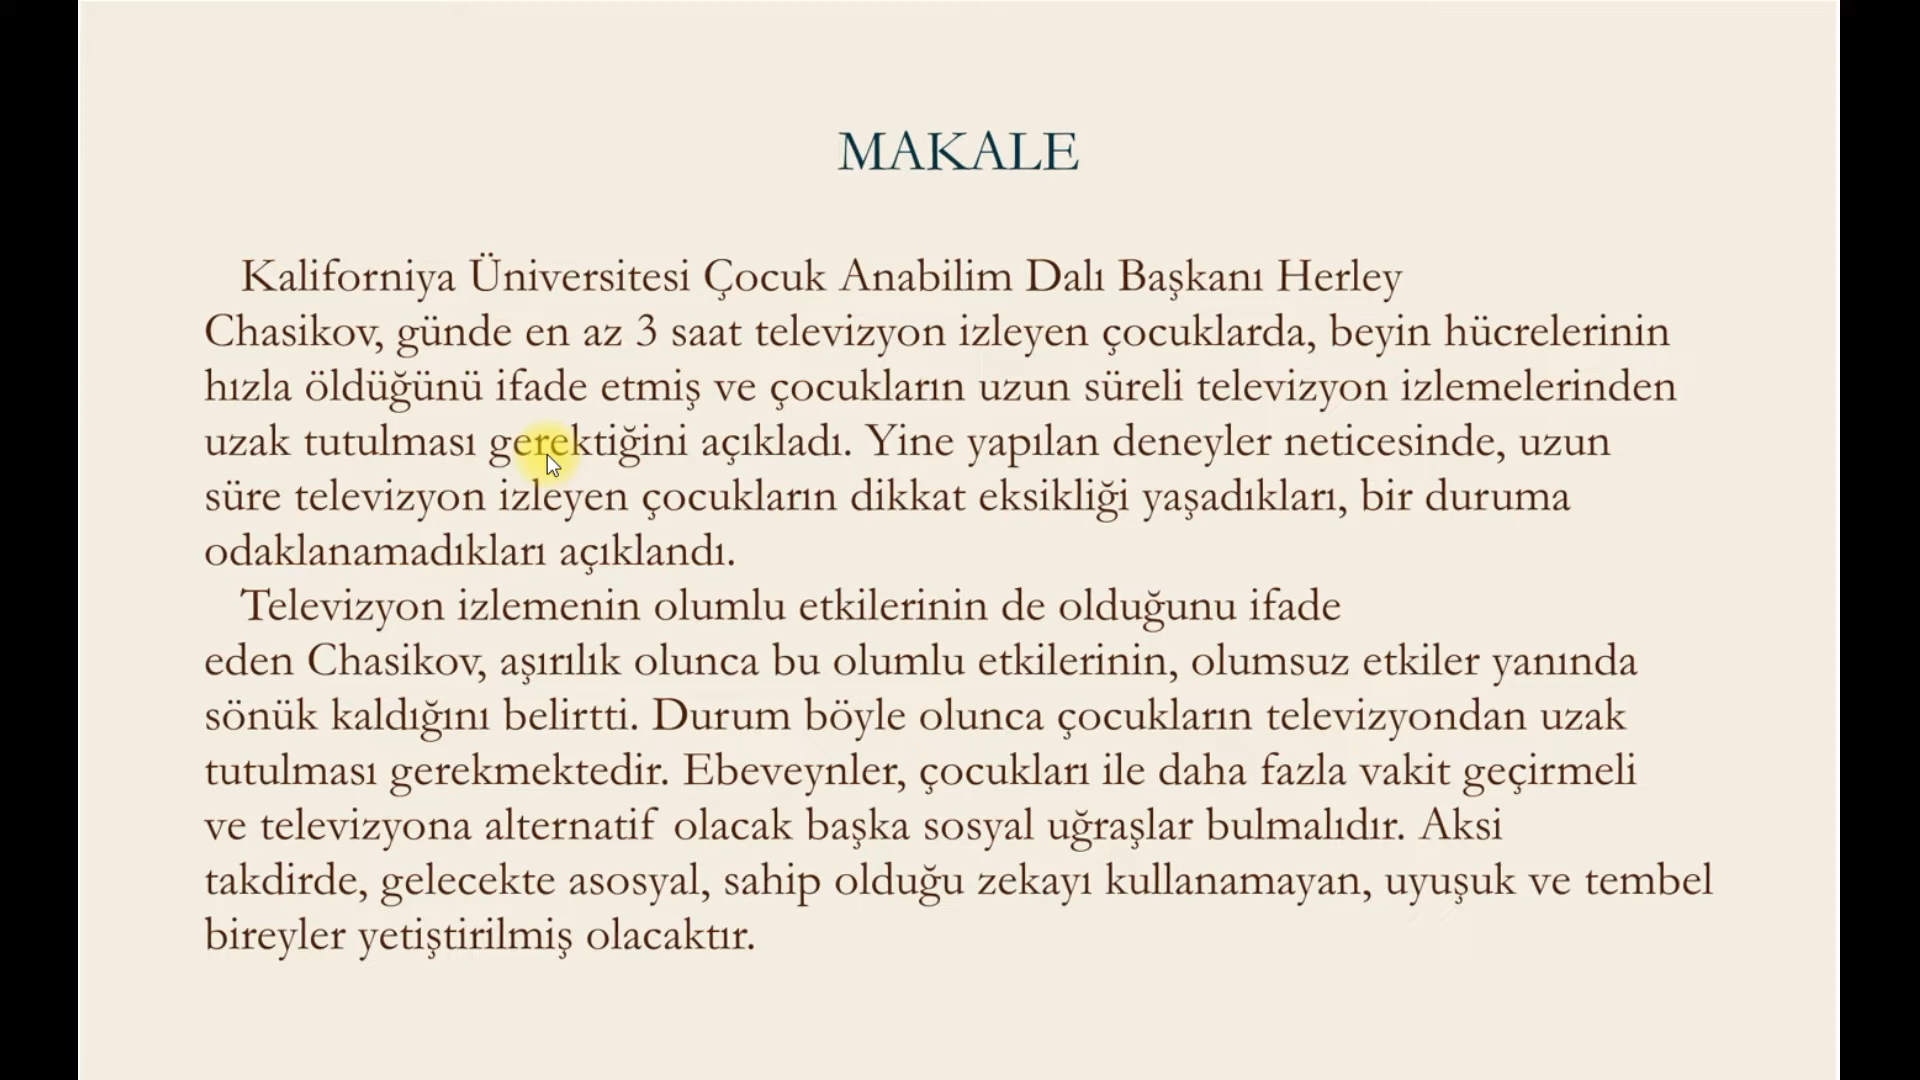 MAKALE
Kaliforniya Üniversitesi Çocuk Anabilim Dalı Başkanı Herley
Chasikov, günde en az 3 saat televizyon izleyen çocuklarda, beyin hücrelerinin
hızla öldüğünü ifade etmiş ve çocukların uzun süreli televizyon izlemelerinden
uzak tutulması gerektiğini açıkladı. Yine yapılan deneyler neticesinde, uzun
süre televizyon izleyen çocukların dikkat eksikliği yaşadıkları, bir duruma
odaklanamadıkları açıklandı.
Televizyon izlemenin olumlu etkilerinin de olduğunu ifade
eden Chasikov, aşırılık olunca bu olumlu etkilerinin, olumsuz etkiler yanında
sönük kaldığını belirtti. Durum böyle olunca çocukların televizyondan uzak
tutulması gerekmektedir. Ebeveynler, çocukları ile daha fazla vakit geçirmeli
ve televizyona alternatif olacak başka sosyal uğraşlar bulmalıdır. Aksi
takdirde, gelecekte asosyal, sahip olduğu zekayı kullanamayan, uyuşuk ve tembel
bireyler yetiştirilmiş olacaktır.